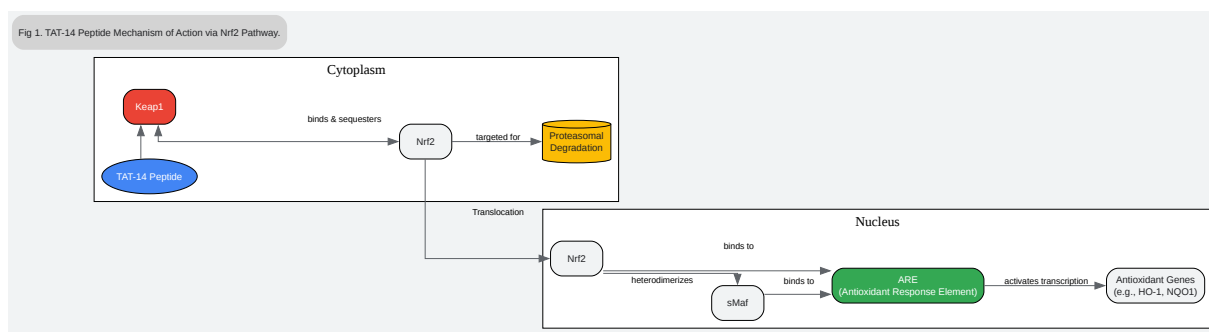 Fig 1. TAT-14 Peptide Mechanism of Action via Nrf2 Pathway.
Cytoplasm
Keap1
binds & sequesters
Nrf2
targeted for
Proteasomal
Degradation
TAT-14 Peptide
Translocation
Nucleus
Nrf2
binds to
heterodimerizes
sMaf
binds to
ARE
(Antioxidant Response Element)
activates transcription
Antioxidant Genes
(e.g., HO-1, NQO1)